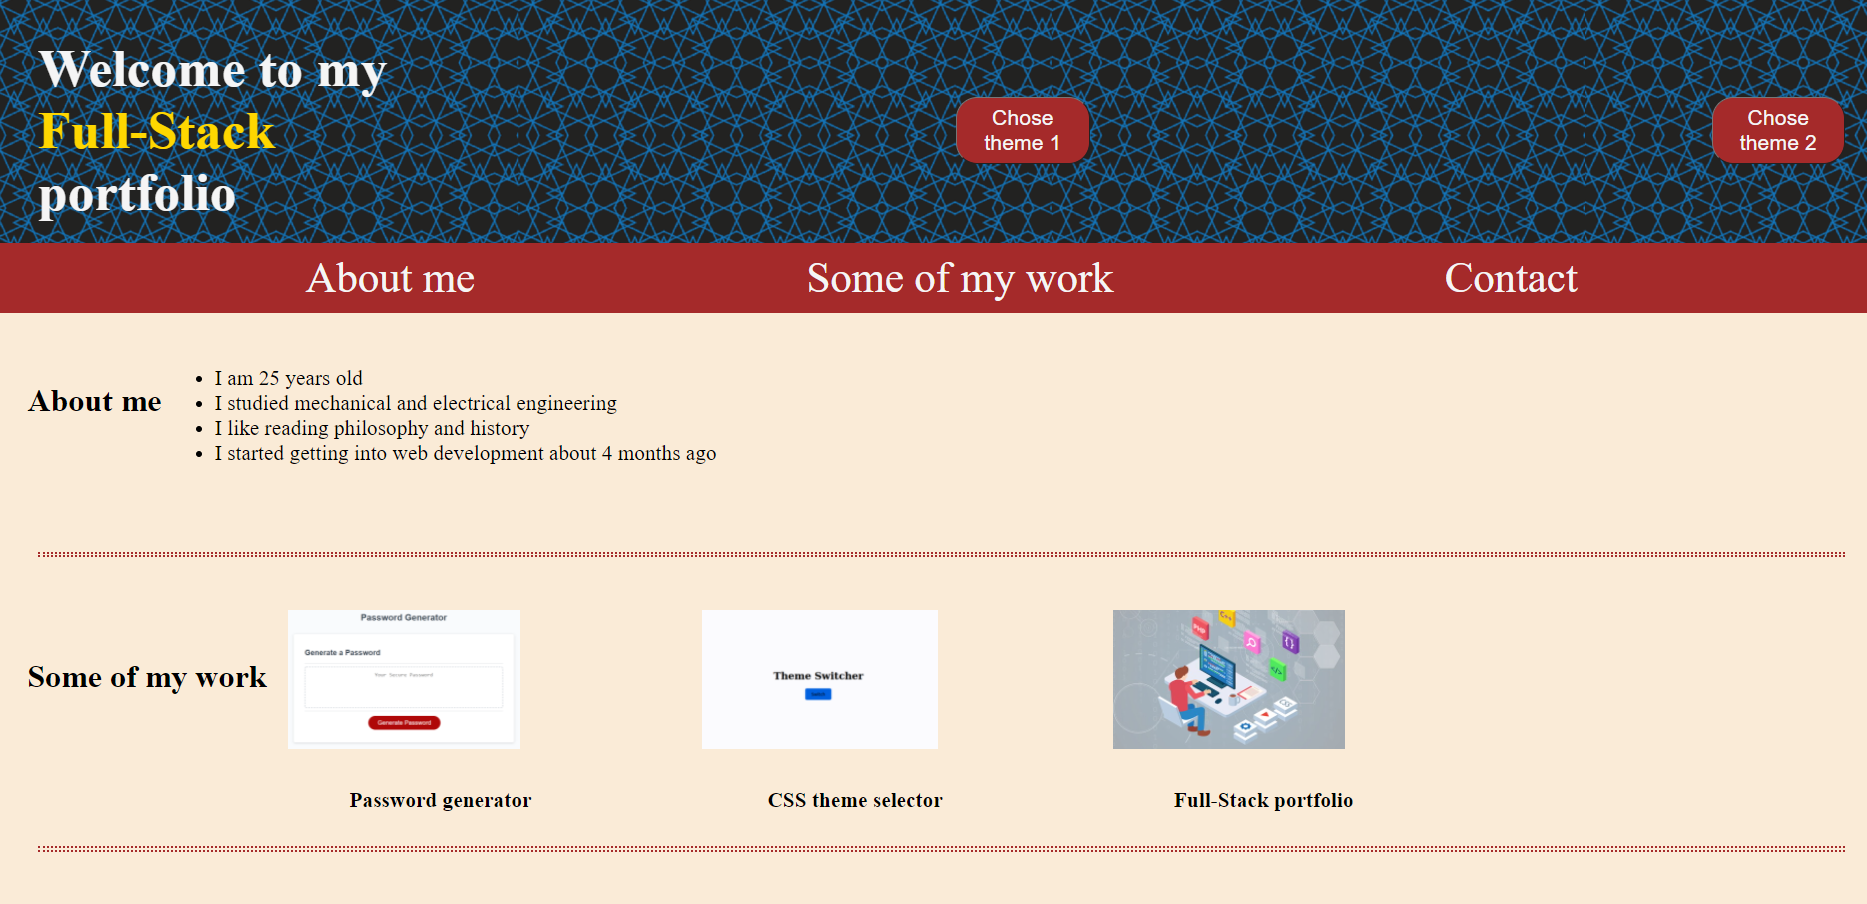 Welcome to my
Full-Stack
portfolio
Chose
theme 1
Chose
theme 2
About me
Some of my work
Contact
About me
I am 25 years old
I studied mechanical and electrical engineering
I like reading philosophy and history
I started getting into web development about 4 months ago
Some of my work
Password Generator
Generate a Password
Your Secure Password
Generate Password
Theme Switcher
PHP
C++
{}
</>
CSS
Password generator
CSS theme selector
Full-Stack portfolio